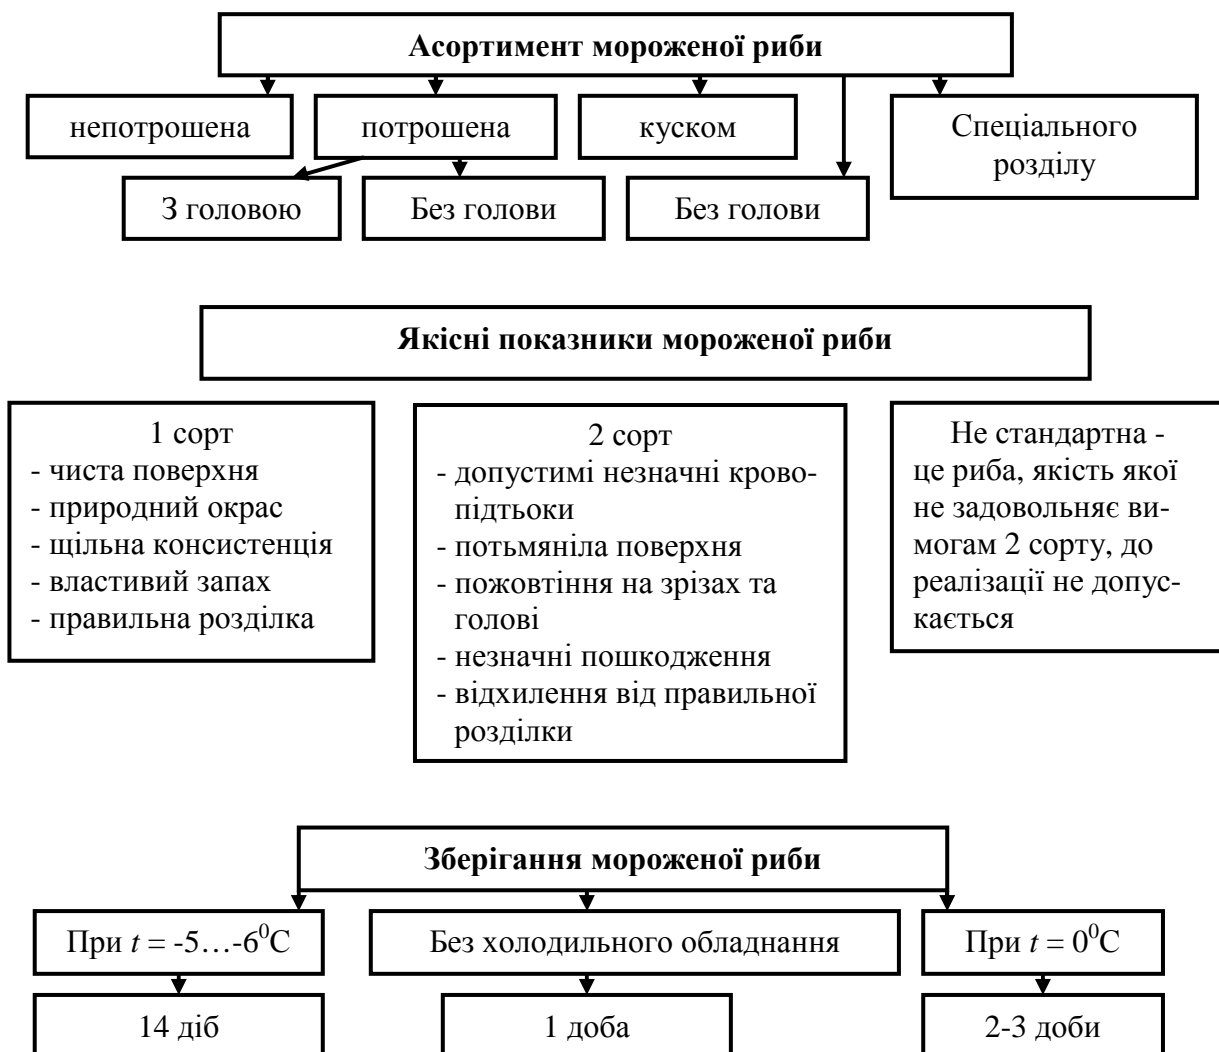 Асортимент мороженої риби
непотрошена
потрошена
куском
Спеціального
розділу
З головою
Без голови
Без голови
Якісні показники мороженої риби
1 сорт
- чиста поверхня
- природний окрас
- щільна консистенція
- властивий запах
- правильна розділка
2 сорт
- допустимі незначні крово-
підтьоки
- потьмяніла поверхня
- пожовтіння на зрізах та
голові
- незначні пошкодження
- відхилення від правильної
розділки
Не стандартна -
це риба, якість якої
не задовольняє ви-
могам 2 сорту, до
реалізації не допус-
кається
Зберігання мороженої риби
При t = -5…-6⁰С
Без холодильного обладнання
При t = 0⁰С
14 діб
1 доба
2-3 доби